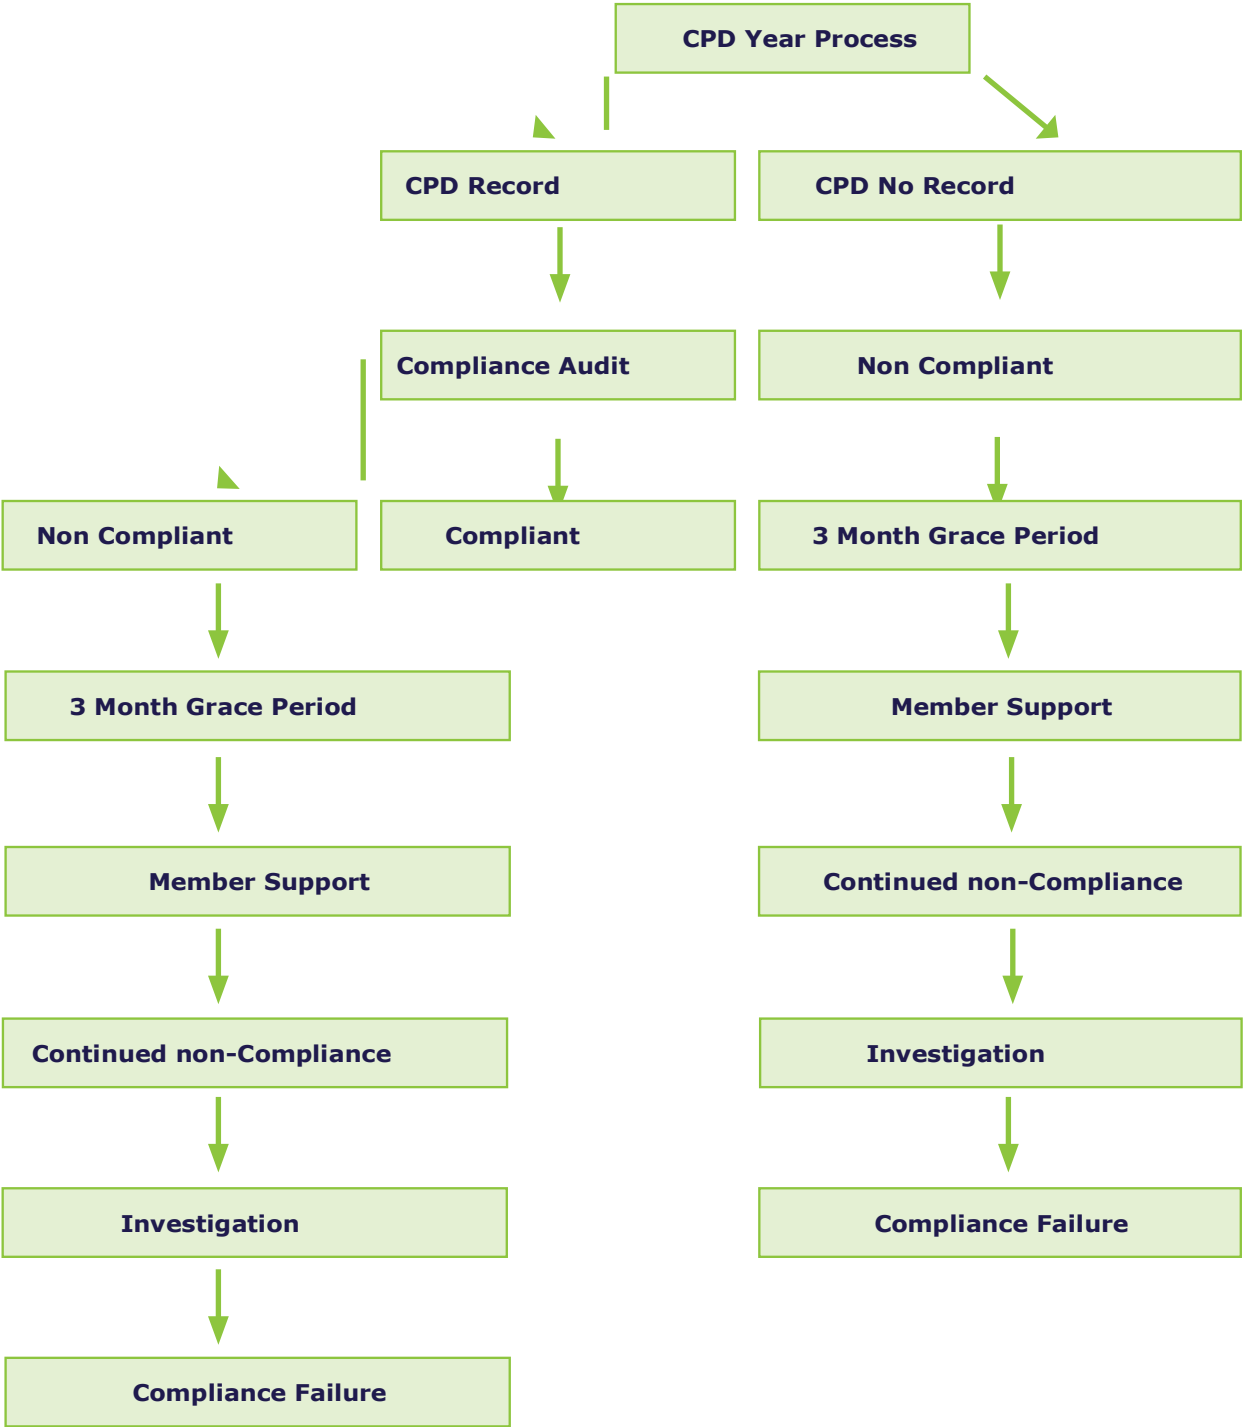 CPD Year Process
CPD Record
CPD No Record
Compliance Audit
Non Compliant
Non Compliant
Compliant
3 Month Grace Period
3 Month Grace Period
Member Support
Member Support
Continued non-Compliance
Continued non-Compliance
Investigation
Investigation
Compliance Failure
Compliance Failure